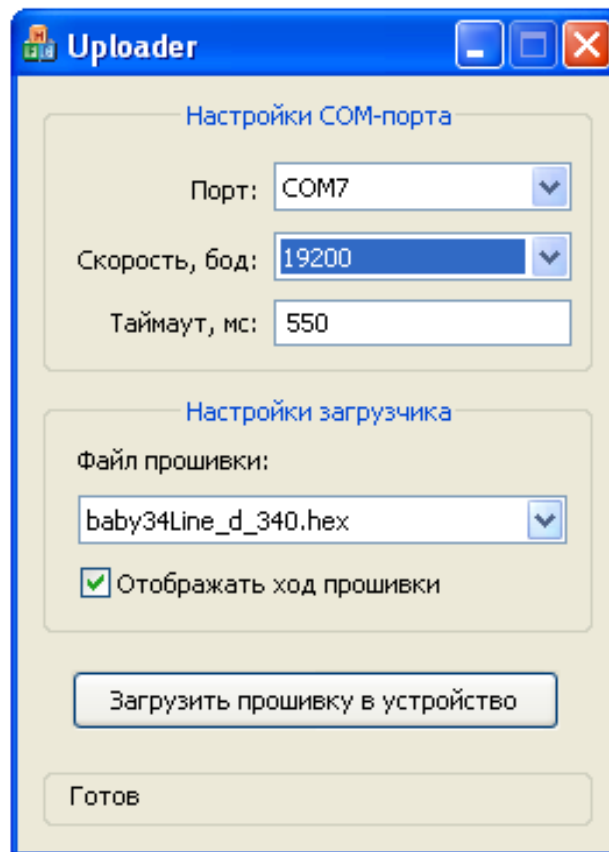 Uploader
Настройки COM-порта
Порт: COM7
Скорость, бод: 19200
Таймаут, мс: 550
Настройки загрузчика
Файл прошивки:
baby34Line_d_340.hex
Отображать ход прошивки
Загрузить прошивку в устройство
Готов